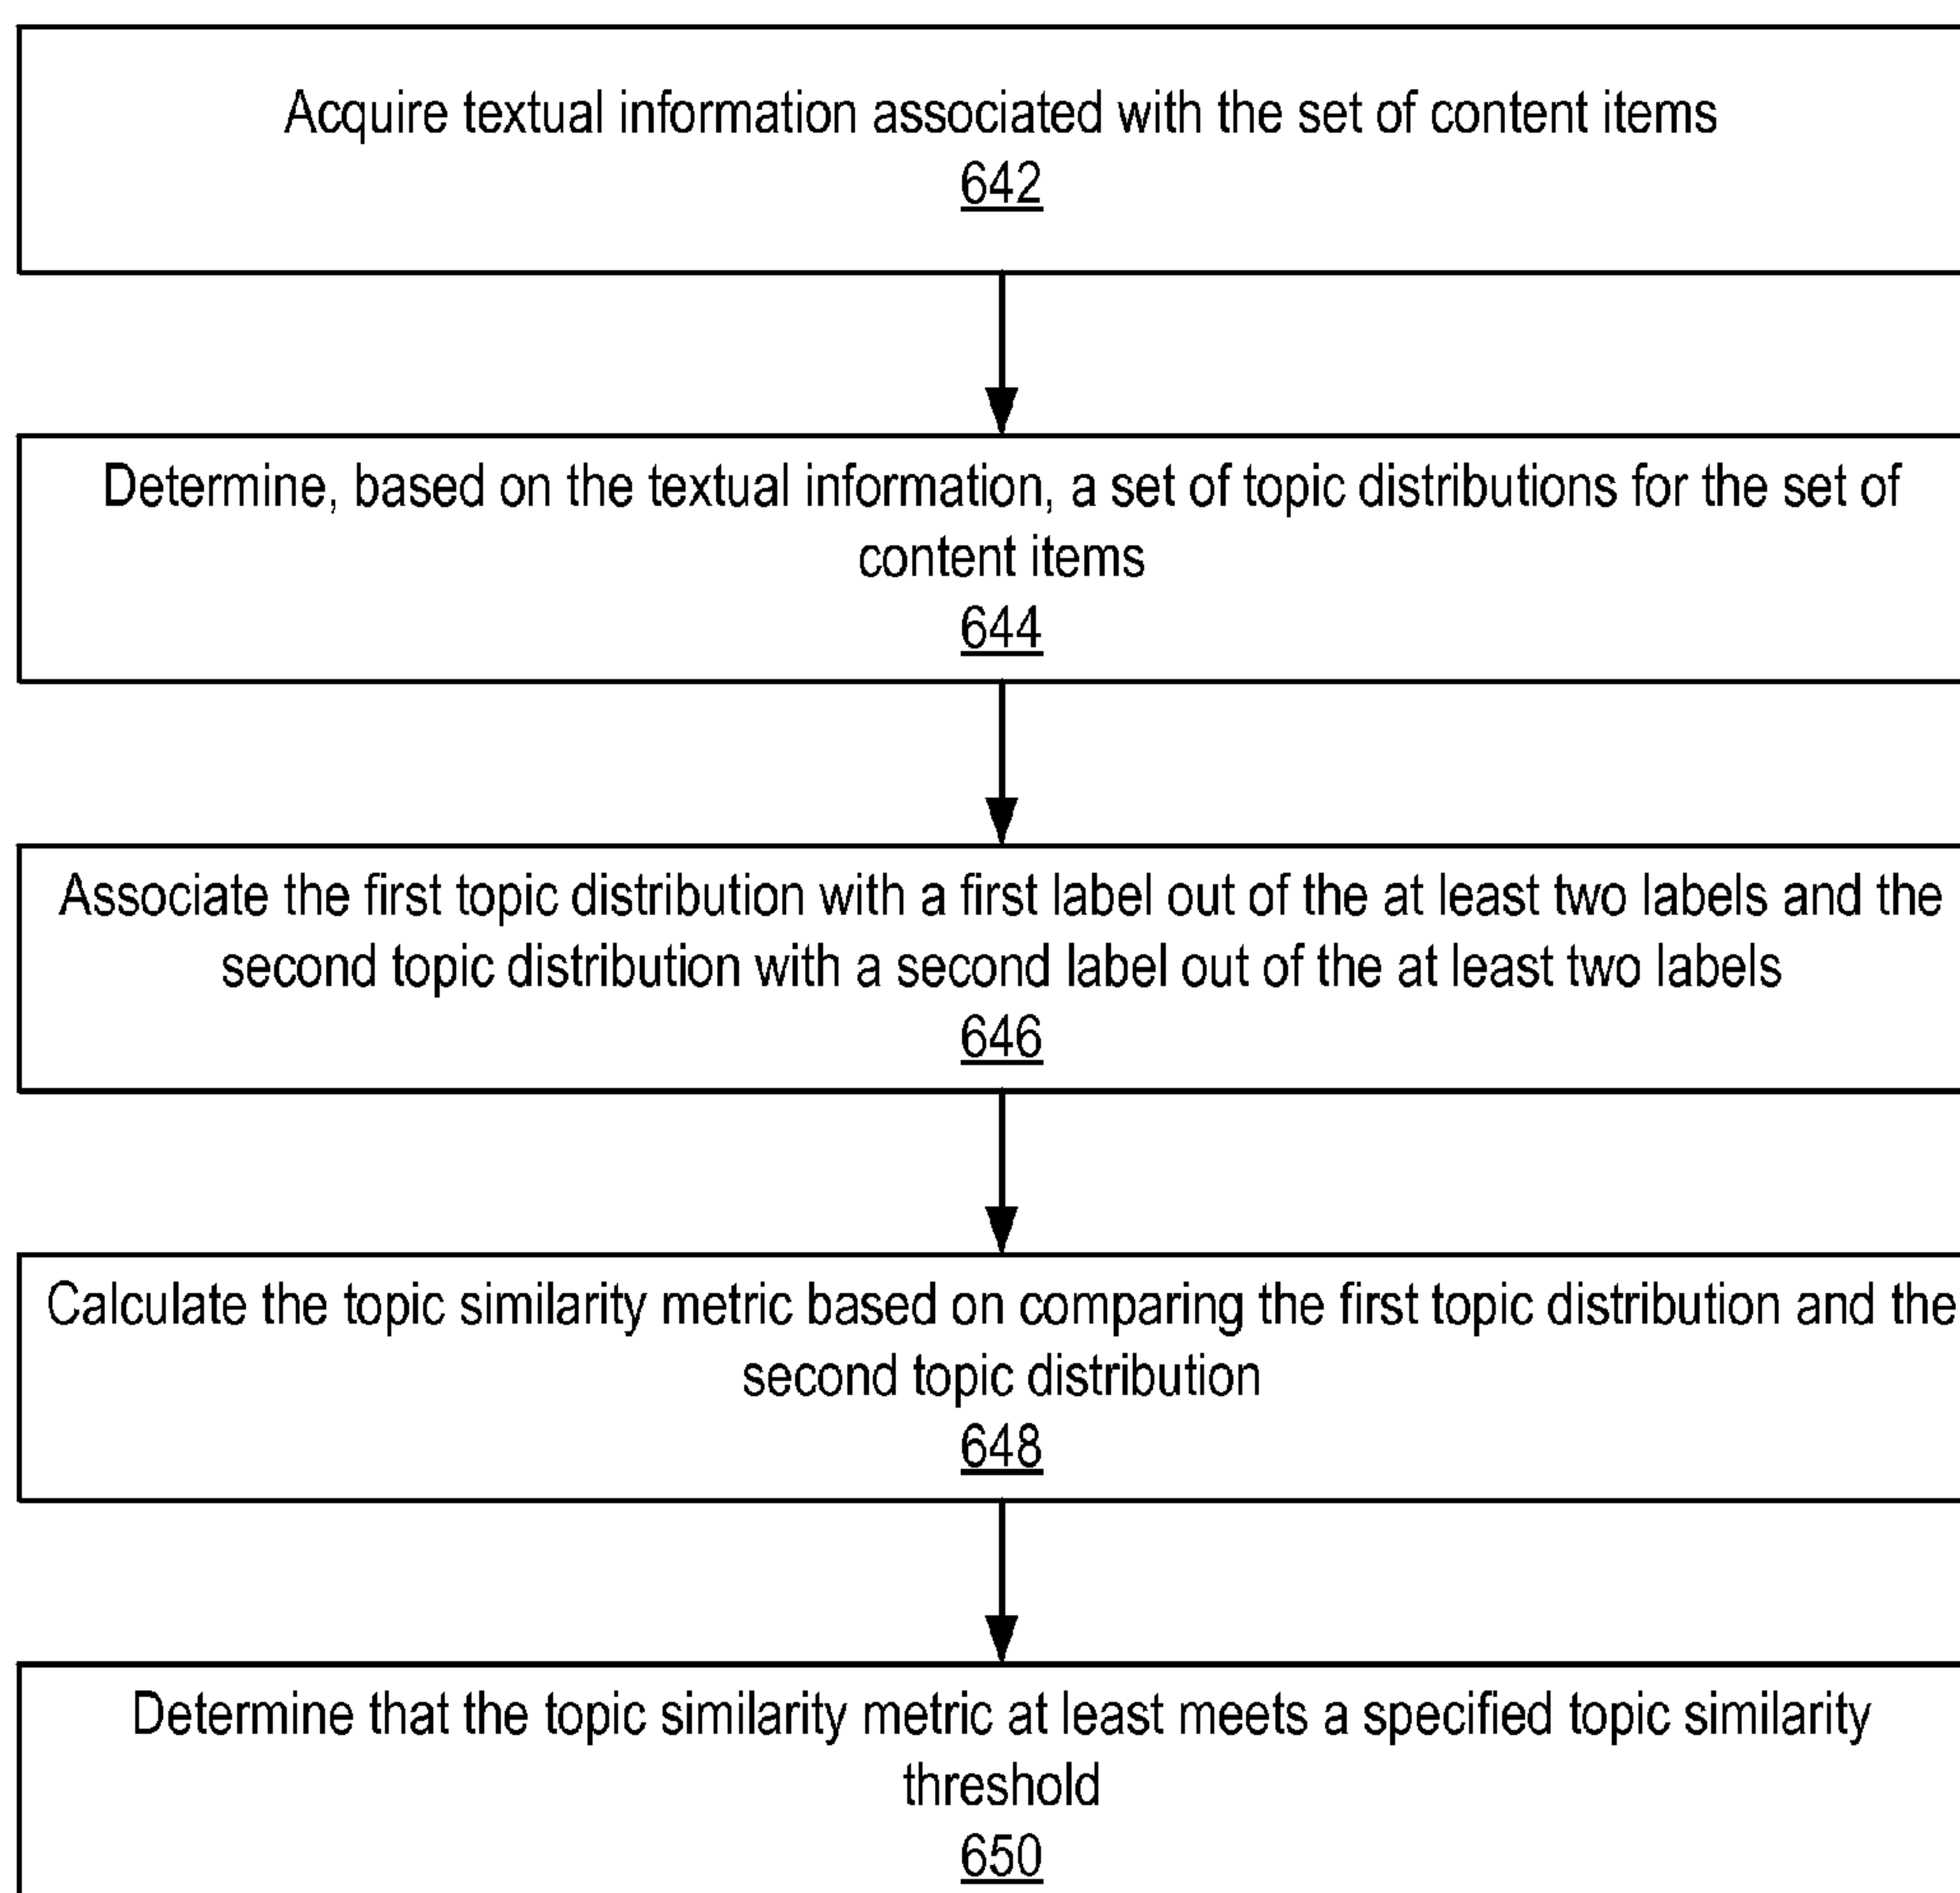 Acquire textual information associated with the set of content items
642
Determine, based on the textual information, a set of topic distributions for the set of
content items
644
Associate the first topic distribution with a first label out of the at least two labels and the
second topic distribution with a second label out of the at least two labels
646
Calculate the topic similarity metric based on comparing the first topic distribution and the
second topic distribution
648
Determine that the topic similarity metric at least meets a specified topic similarity
threshold
650